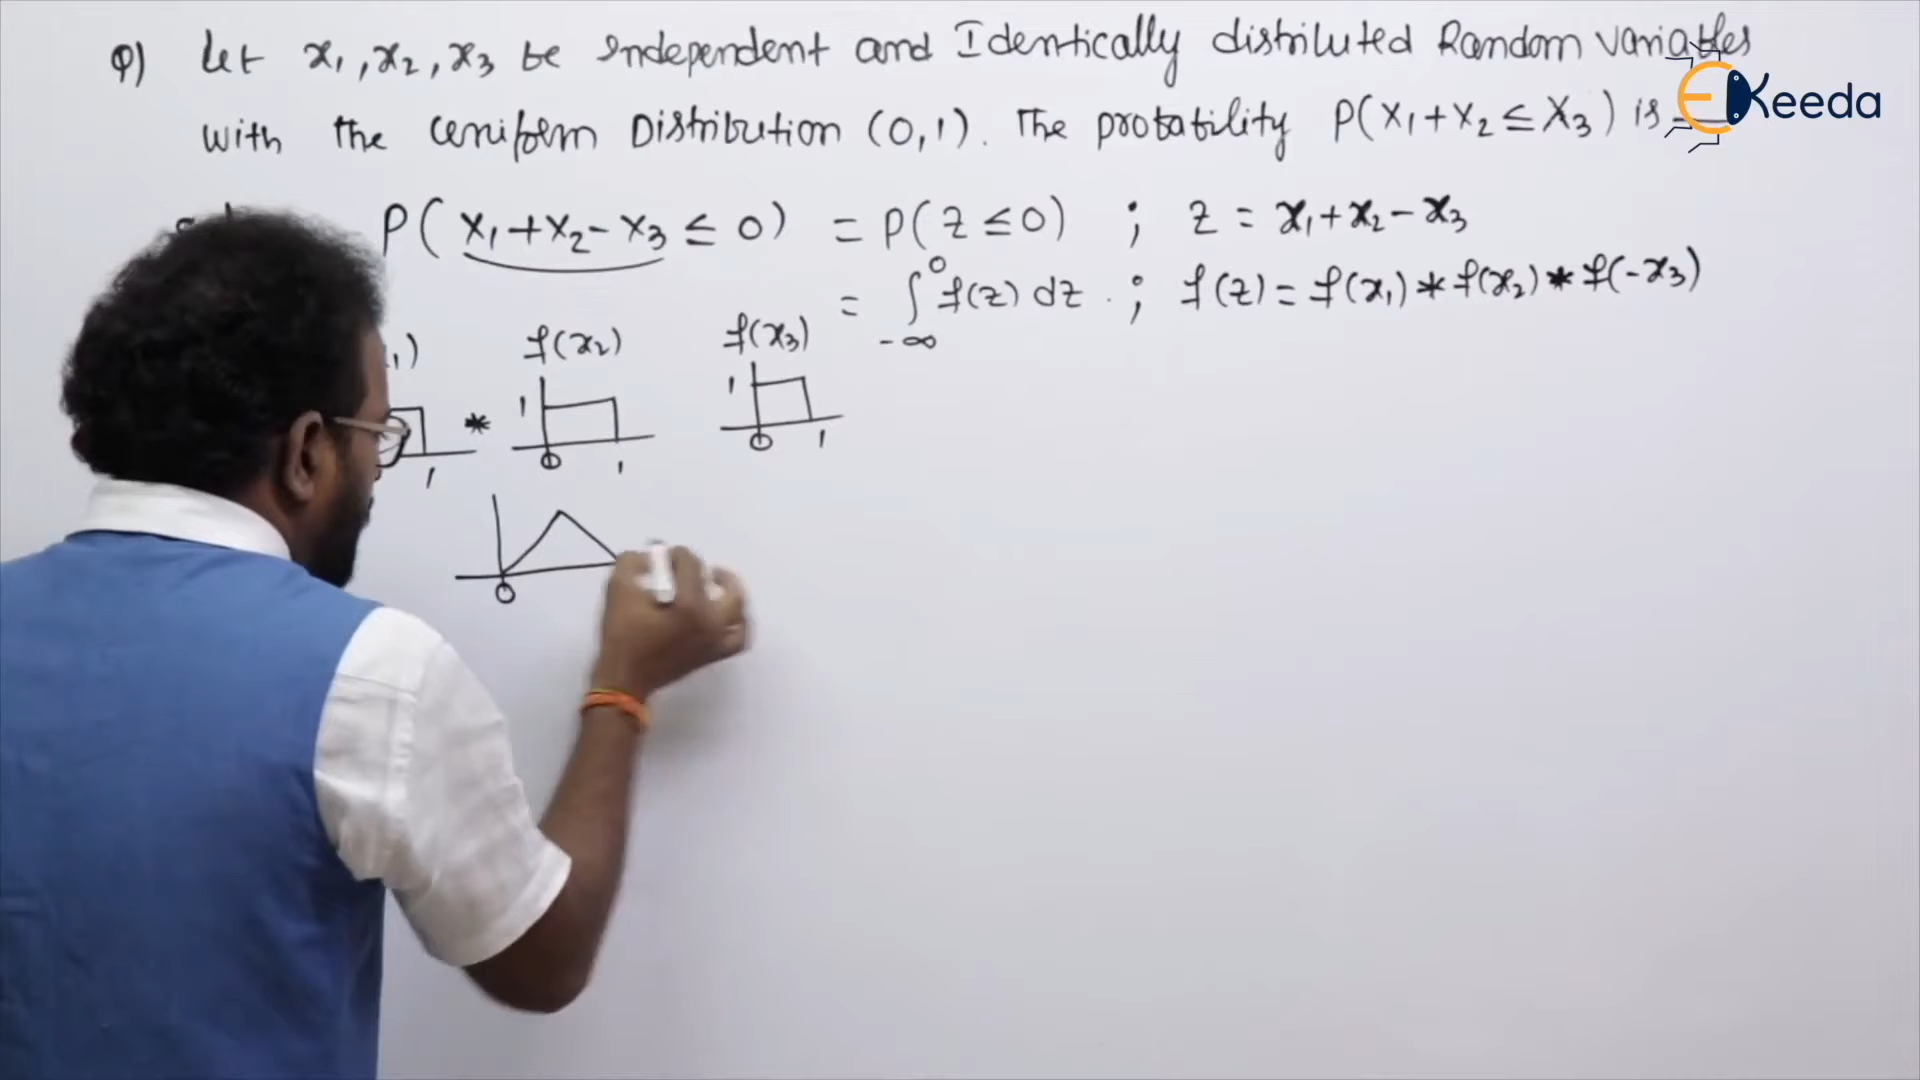 Q) Let x₁, x₂, x₃ be Independent and Identically distributed Random variables
EKeeda
with the uniform Distribution (0,1). The probability P(X₁+X₂ ≤ X₃) is
P(X₁+X₂-X₃ ≤ 0) = P(Z ≤ 0) ; Z = x₁+x₂-x₃
= ∫₋∞⁰ f(z) dz . ; f(z) = f(x₁) * f(x₂) * f(-x₃)
₁) f(x₂) f(x₃)
1 * 1 0 1 1 0 1
0